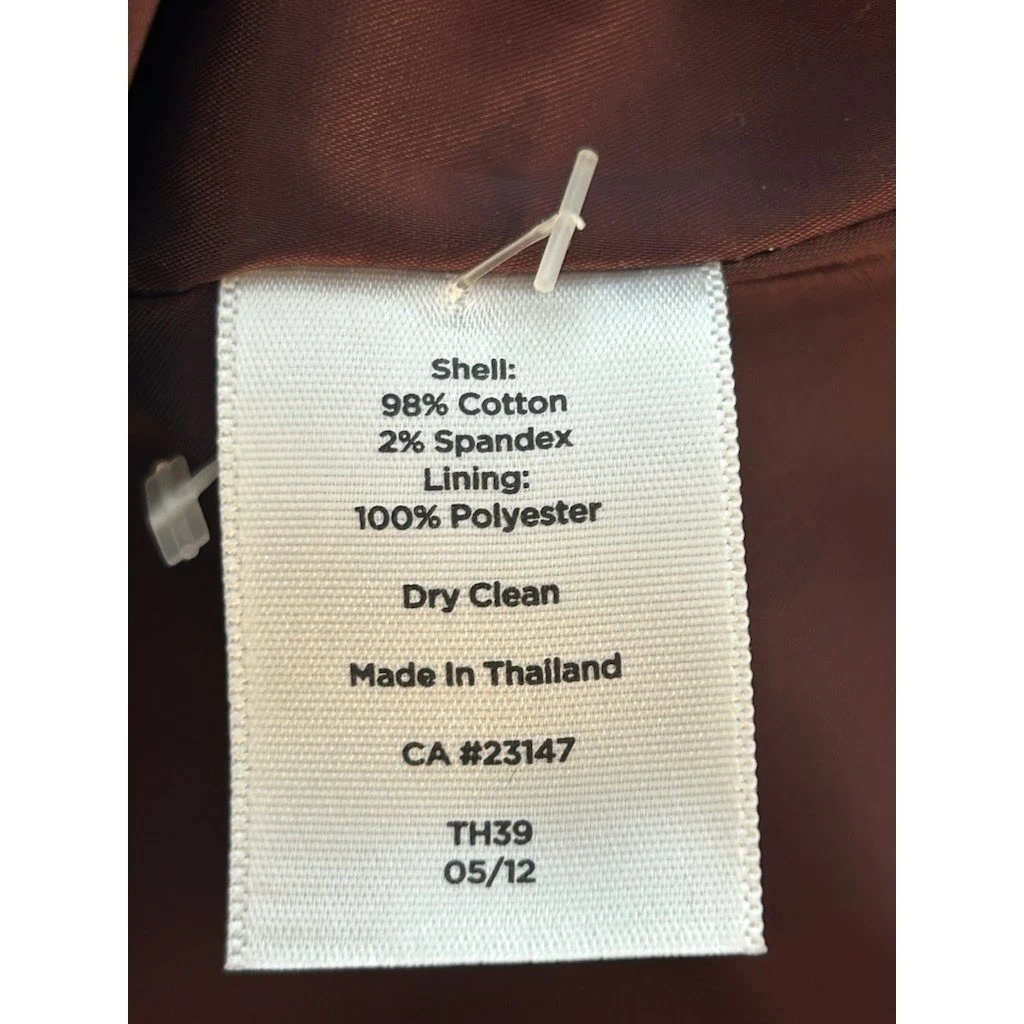 Shell:
98% Cotton
2% Spandex
Lining:
100% Polyester
Dry Clean
Made In Thailand
CA #23147
TH39
05/12